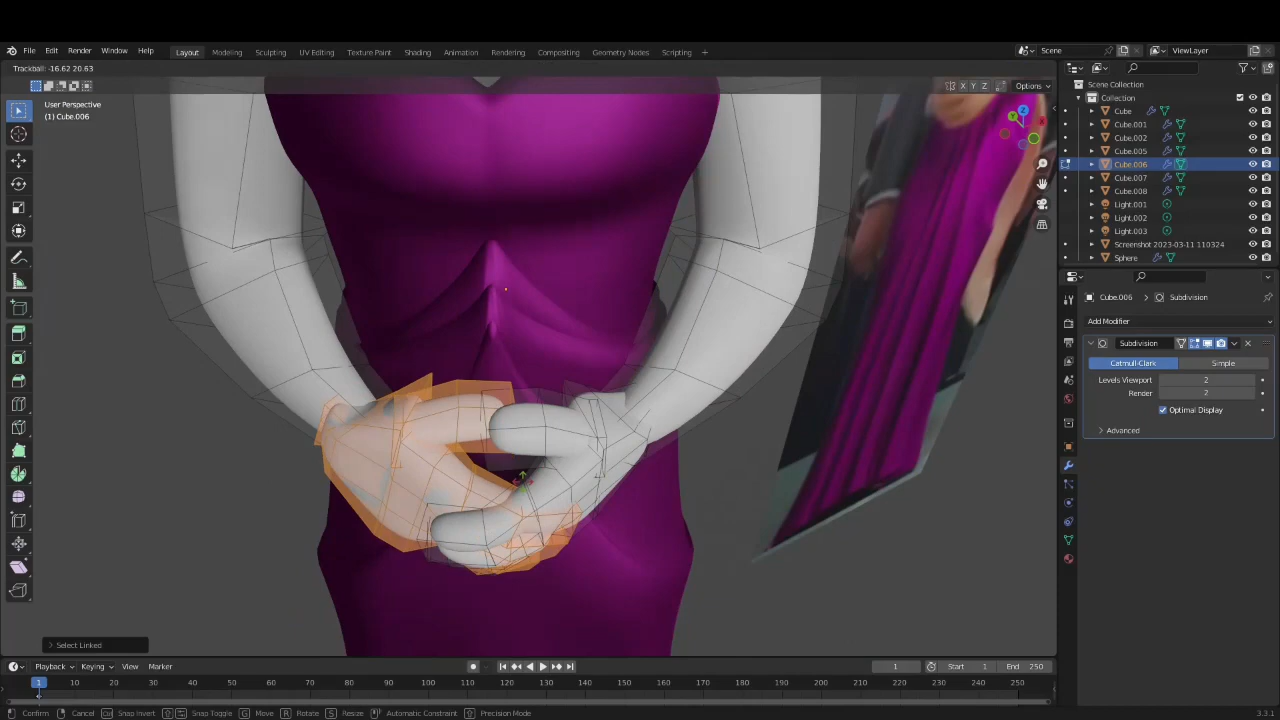 File Edit Render Window Help Layout Modeling Sculpting UV Editing Texture Paint Shading Animation Rendering Compositing Geometry Nodes Scripting + Scene ViewLayer
Trackball: -16.62 20.63
X Y Z Options
User Perspective
(1) Cube.006
Scene Collection
Collection
Cube
Cube.001
Cube.002
Cube.005
Cube.006
Cube.007
Cube.008
Light.001
Light.002
Light.003
Screenshot 2023-03-11 110324
Sphere
Cube.006 > Subdivision
Add Modifier
Subdivision
Catmull-Clark Simple
Levels Viewport 2
Render 2
Optimal Display
Advanced
Select Linked
Playback Keying View Marker 1 Start 1 End 250
1 10 20 30 40 50 60 70 80 90 100 110 120 130 140 150 160 170 180 190 200 210 220 230 240 250
Confirm Cancel Snap Invert Snap Toggle G Move R Rotate S Resize Automatic Constraint Precision Mode 3.3.1